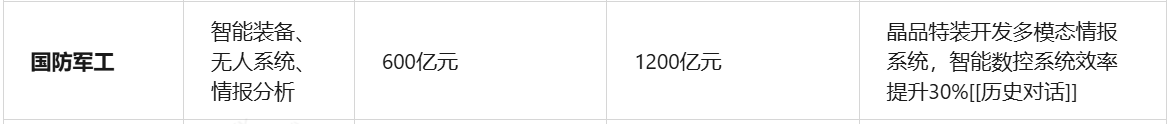 国防军工
智能装备、
无人系统、
情报分析
600亿元
1200亿元
晶品特装开发多模态情报
系统，智能数控系统效率
提升30%[[历史对话]]